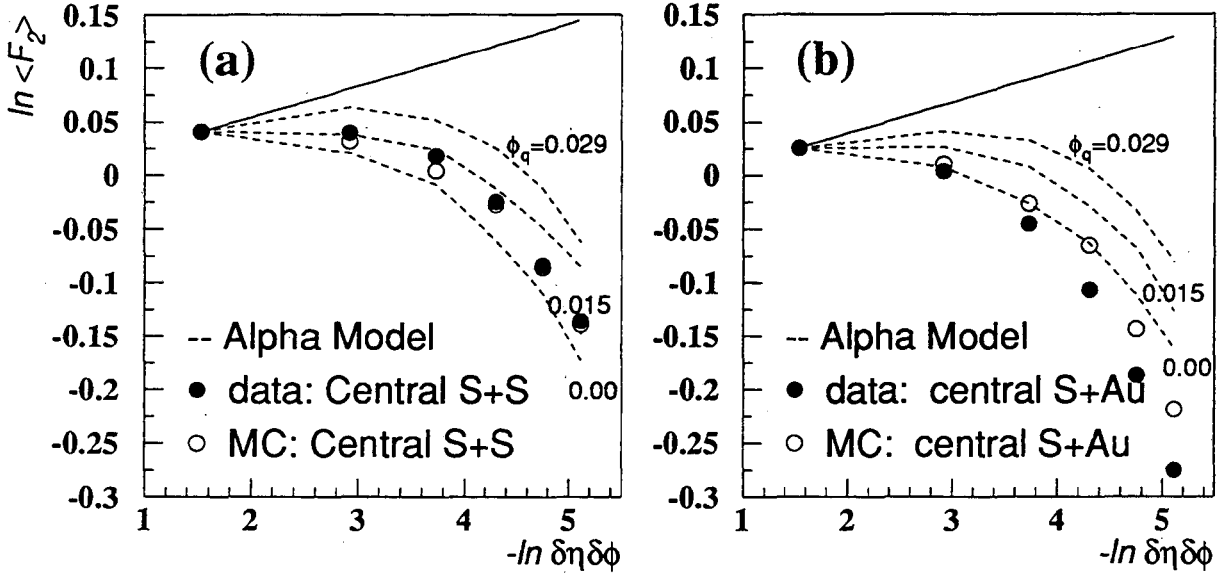 (a)
ln <F2>
0.15
0.1
0.05
0
-0.05
-0.1
-0.15
-0.2
-0.25
-0.3
ϕq=0.029
0.015
0.00
-- Alpha Model
● data: Central S+S
○ MC: Central S+S
1 2 3 4 5
-ln δηδϕ
(b)
0.15
0.1
0.05
0
-0.05
-0.1
-0.15
-0.2
-0.25
-0.3
ϕq=0.029
0.015
0.00
-- Alpha Model
● data: central S+Au
○ MC: central S+Au
1 2 3 4 5
-ln δηδϕ